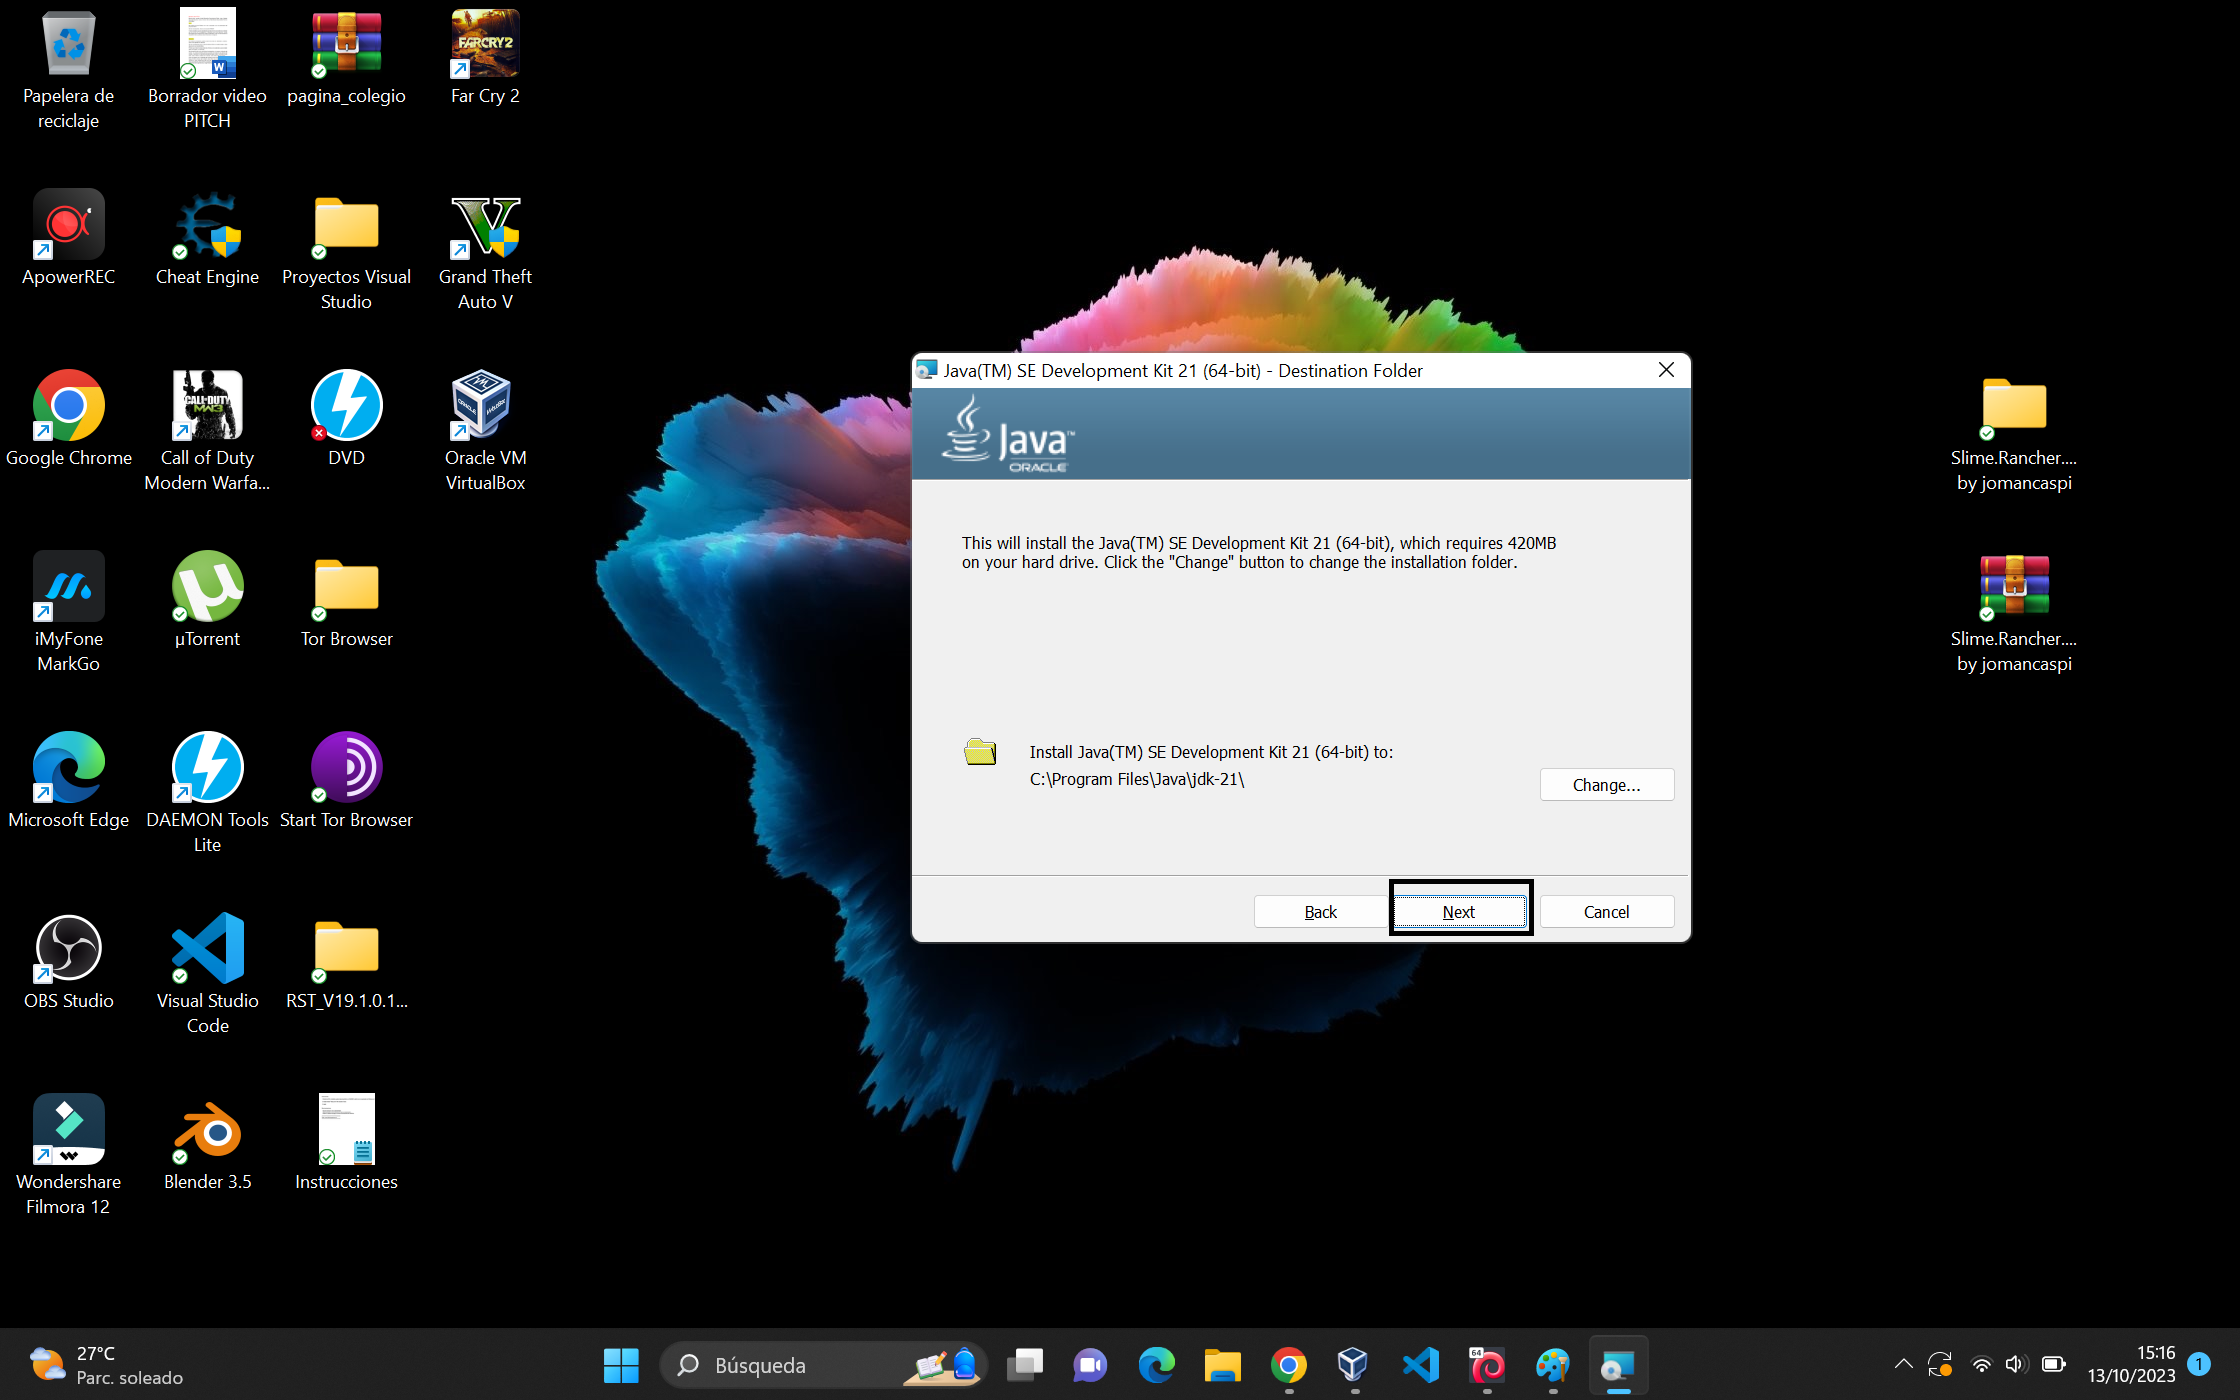 Papelera de
reciclaje
Borrador video
PITCH
pagina_colegio
FARCRY2
Far Cry 2
ApowerREC
Cheat Engine
Proyectos Visual
Studio
Grand Theft
Auto V
Google Chrome
CALL OF DUTY
MW3
Call of Duty
Modern Warfa...
DVD
Oracle VM
VirtualBox
iMyFone
MarkGo
µTorrent
Tor Browser
Microsoft Edge
DAEMON Tools
Lite
Start Tor Browser
OBS Studio
Visual Studio
Code
RST_V19.1.0.1...
Wondershare
Filmora 12
Blender 3.5
Instrucciones
Java(TM) SE Development Kit 21 (64-bit) - Destination Folder
Java™
ORACLE
This will install the Java(TM) SE Development Kit 21 (64-bit), which requires 420MB
on your hard drive. Click the "Change" button to change the installation folder.
Install Java(TM) SE Development Kit 21 (64-bit) to:
C:\Program Files\Java\jdk-21\
Change...
Back
Next
Cancel
Slime.Rancher....
by jomancaspi
Slime.Rancher....
by jomancaspi
27°C
Parc. soleado
Búsqueda
64
15:16
13/10/2023
1